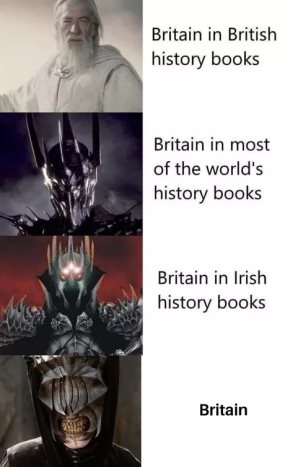 Britain in British
history books
Britain in most
of the world's
history books
Britain in Irish
history books
Britain